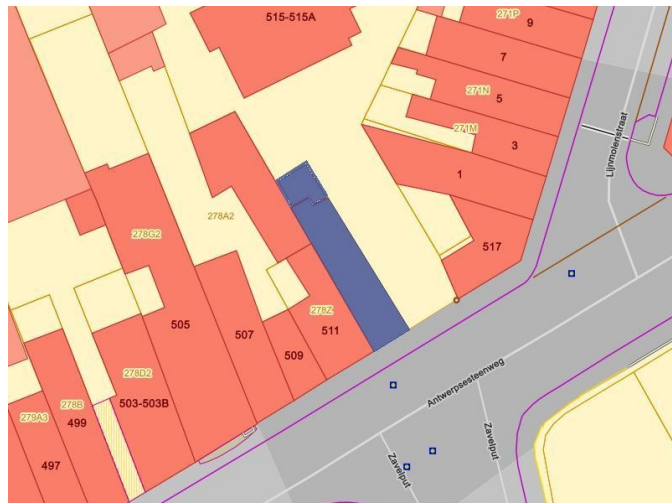 515-515A
271P
9
7
271N
5
271M
3
1
Lijnmolenstraat
278A2
278G2
517
278Z
511
505
507
509
Antwerpsesteenweg
278D2
503-503B
278B
499
279A3
497
Zavelput
Zavelput